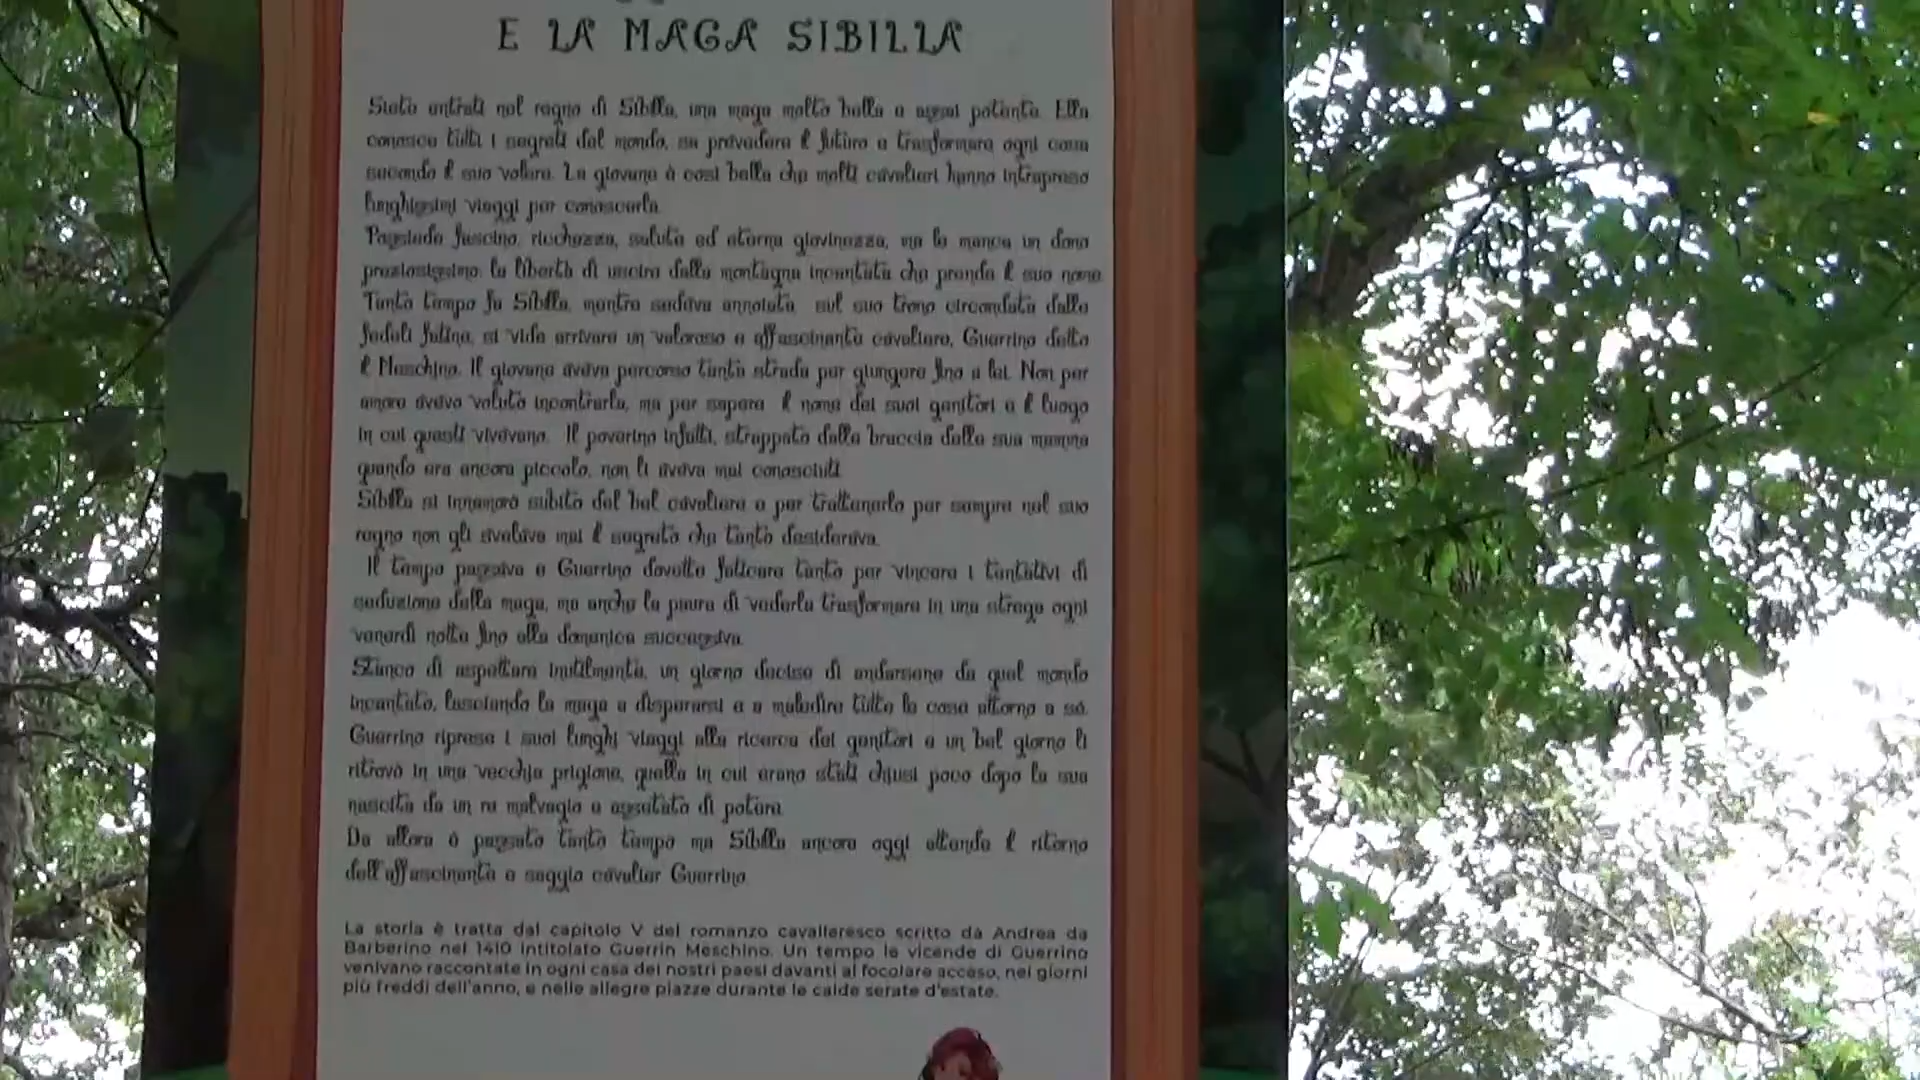 E LA MAGA SIBILLA
Siete entrati nel regno di Sibilla, una maga molto bella e assai potente. Ella
conosce tutti i segreti del mondo, sa prevedere il futuro e trasformare ogni cosa
secondo il suo volere. La giovane è così bella che molti cavalieri hanno intrapreso
lunghissimi viaggi per conoscerla.
Possiede fascino, ricchezza, salute ed eterna giovinezza, ma le manca un dono
preziosissimo: la libertà di uscire dalla montagna incantata che prende il suo nome.
Tanto tempo fa Sibilla, mentre sedeva annoiata sul suo trono circondata dalle
fedeli fatine, si vide arrivare un valoroso e affascinante cavaliere, Guerrino detto
il Meschino. Il giovane aveva percorso tanta strada per giungere fino a lei. Non per
amore aveva voluto incontrarla, ma per sapere il nome dei suoi genitori e il luogo
in cui questi vivevano. Il poverino infatti, strappato dalle braccia della sua mamma
quando era ancora piccolo, non li aveva mai conosciuti.
Sibilla si innamorò subito del bel cavaliere e per trattenerlo per sempre nel suo
regno non gli svelava mai il segreto che tanto desiderava.
Il tempo passava e Guerrino dovette faticare tanto per vincere i tentativi di
seduzione della maga, ma anche la paura di vederla trasformare in una strega ogni
venerdì notte fino alla domenica successiva.
Stanco di aspettare inutilmente, un giorno decise di andarsene da quel mondo
incantato, lasciando la maga a disperarsi e a maledire tutte le cose attorno a sé.
Guerrino riprese i suoi lunghi viaggi alla ricerca dei genitori e un bel giorno li
ritrovò in una vecchia prigione, quella in cui erano stati chiusi poco dopo la sua
nascita da un re malvagio e assetato di potere.
Da allora è passato tanto tempo ma Sibilla ancora oggi attende il ritorno
dell'affascinante e saggio cavalier Guerrino.
La storia è tratta dal capitolo V del romanzo cavalleresco scritto da Andrea da
Barberino nel 1410 intitolato Guerrin Meschino. Un tempo le vicende di Guerrino
venivano raccontate in ogni casa dei nostri paesi davanti al focolare acceso, nei giorni
più freddi dell'anno, e nelle allegre piazze durante le calde serate d'estate.